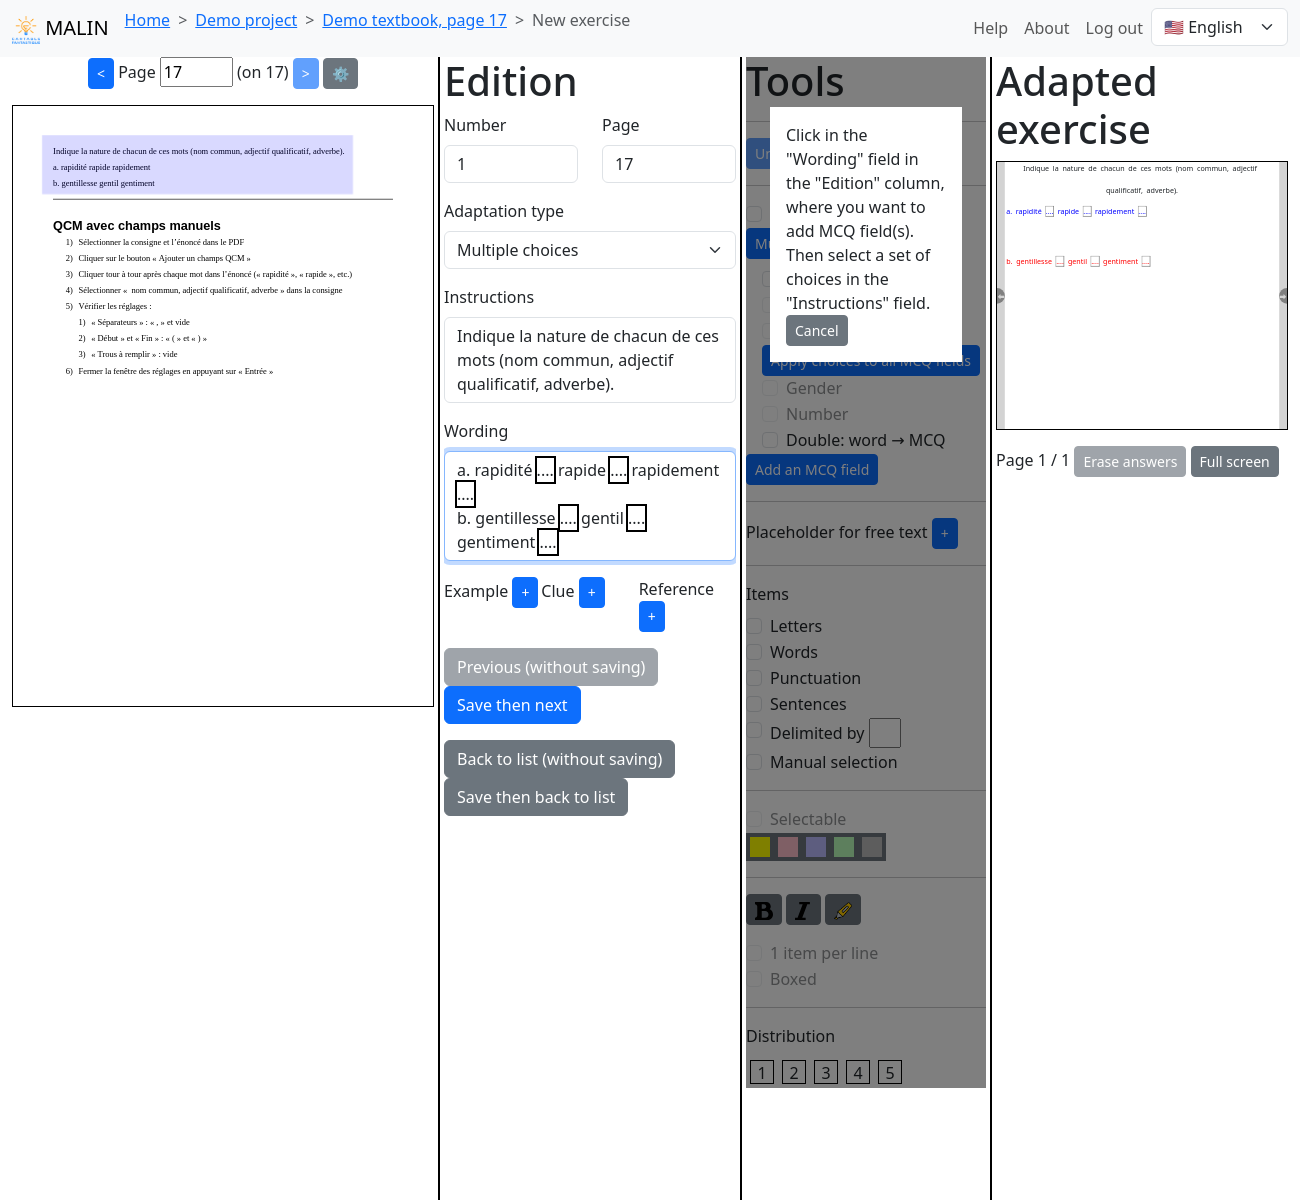 MALIN
Home > Demo project > Demo textbook, page 17 > New exercise
Help About Log out 🇺🇸 English
< Page 17 (on 17) >
Indique la nature de chacun de ces mots (nom commun, adjectif qualificatif, adverbe).
a. rapidité rapide rapidement
b. gentillesse gentil gentiment
QCM avec champs manuels
1) Sélectionner la consigne et l’énoncé dans le PDF
2) Cliquer sur le bouton « Ajouter un champs QCM »
3) Cliquer tour à tour après chaque mot dans l’énoncé (« rapidité », « rapide », etc.)
4) Sélectionner « nom commun, adjectif qualificatif, adverbe » dans la consigne
5) Vérifier les réglages :
1) « Séparateurs » : « , » et vide
2) « Début » et « Fin » : « ( » et « ) »
3) « Trous à remplir » : vide
6) Fermer la fenêtre des réglages en appuyant sur « Entrée »
Edition
Number Page
1 17
Adaptation type
Multiple choices
Instructions
Indique la nature de chacun de ces
mots (nom commun, adjectif
qualificatif, adverbe).
Wording
a. rapidité .... rapide .... rapidement
....
b. gentillesse .... gentil ....
gentiment ....
Example + Clue + Reference
+
Previous (without saving)
Save then next
Back to list (without saving)
Save then back to list
Tools
Click in the
"Wording" field in
the "Edition" column,
where you want to
add MCQ field(s).
Then select a set of
choices in the
"Instructions" field.
Cancel
Apply choices to all MCQ fields
Gender
Number
Double: word → MCQ
Add an MCQ field
Placeholder for free text +
Items
Letters
Words
Punctuation
Sentences
Delimited by
Manual selection
Selectable
B I
1 item per line
Boxed
Distribution
1 2 3 4 5
Adapted
exercise
Indique la nature de chacun de ces mots (nom commun, adjectif
qualificatif, adverbe).
a. rapidité .... rapide .... rapidement ....
b. gentillesse .... gentil .... gentiment ....
Page 1 / 1 Erase answers Full screen